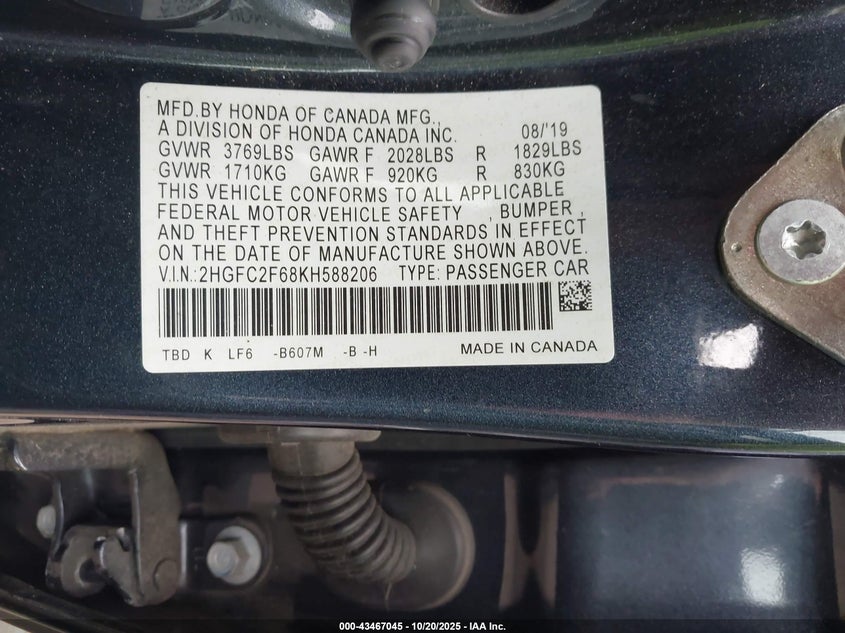 MFD.BY HONDA OF CANADA MFG.,
A DIVISION OF HONDA CANADA INC. 08/'19
GVWR 3769LBS GAWR F 2028LBS R 1829LBS
GVWR 1710KG GAWR F 920KG R 830KG
THIS VEHICLE CONFORMS TO ALL APPLICABLE
FEDERAL MOTOR VEHICLE SAFETY , BUMPER ,
AND THEFT PREVENTION STANDARDS IN EFFECT
ON THE DATE OF MANUFACTURE SHOWN ABOVE.
V.I.N.:2HGFC2F68KH588206 TYPE: PASSENGER CAR
TBD K LF6 -B607M -B -H MADE IN CANADA
000-43467045 | 10/20/2025 - IAA Inc.